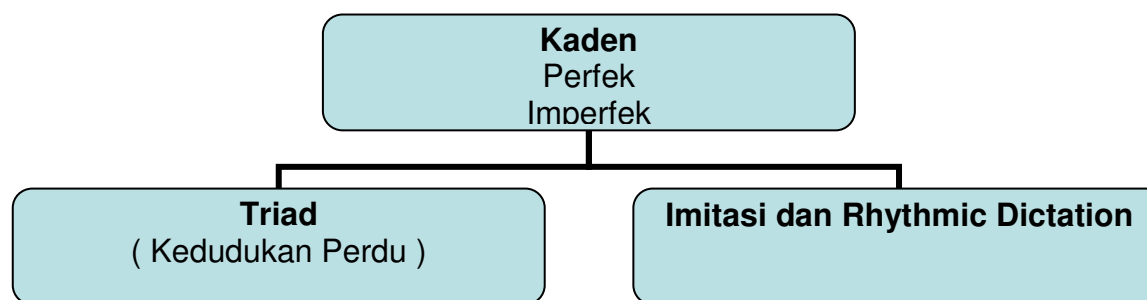 Kaden
Perfek
Imperfek
Triad
( Kedudukan Perdu )
Imitasi dan Rhythmic Dictation